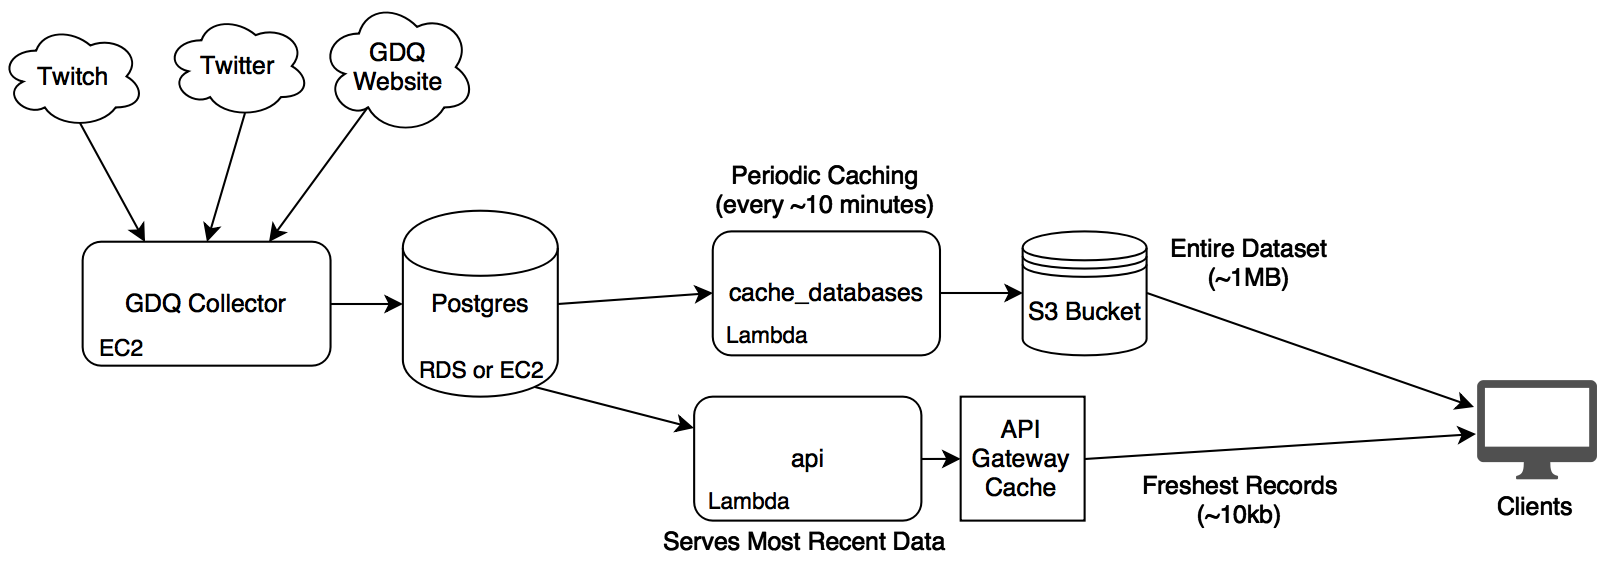 Twitch
Twitter
GDQ
Website
GDQ Collector
EC2
Postgres
RDS or EC2
Periodic Caching
(every ~10 minutes)
cache_databases
Lambda
S3 Bucket
Entire Dataset
(~1MB)
api
Lambda
Serves Most Recent Data
API
Gateway
Cache
Freshest Records
(~10kb)
Clients